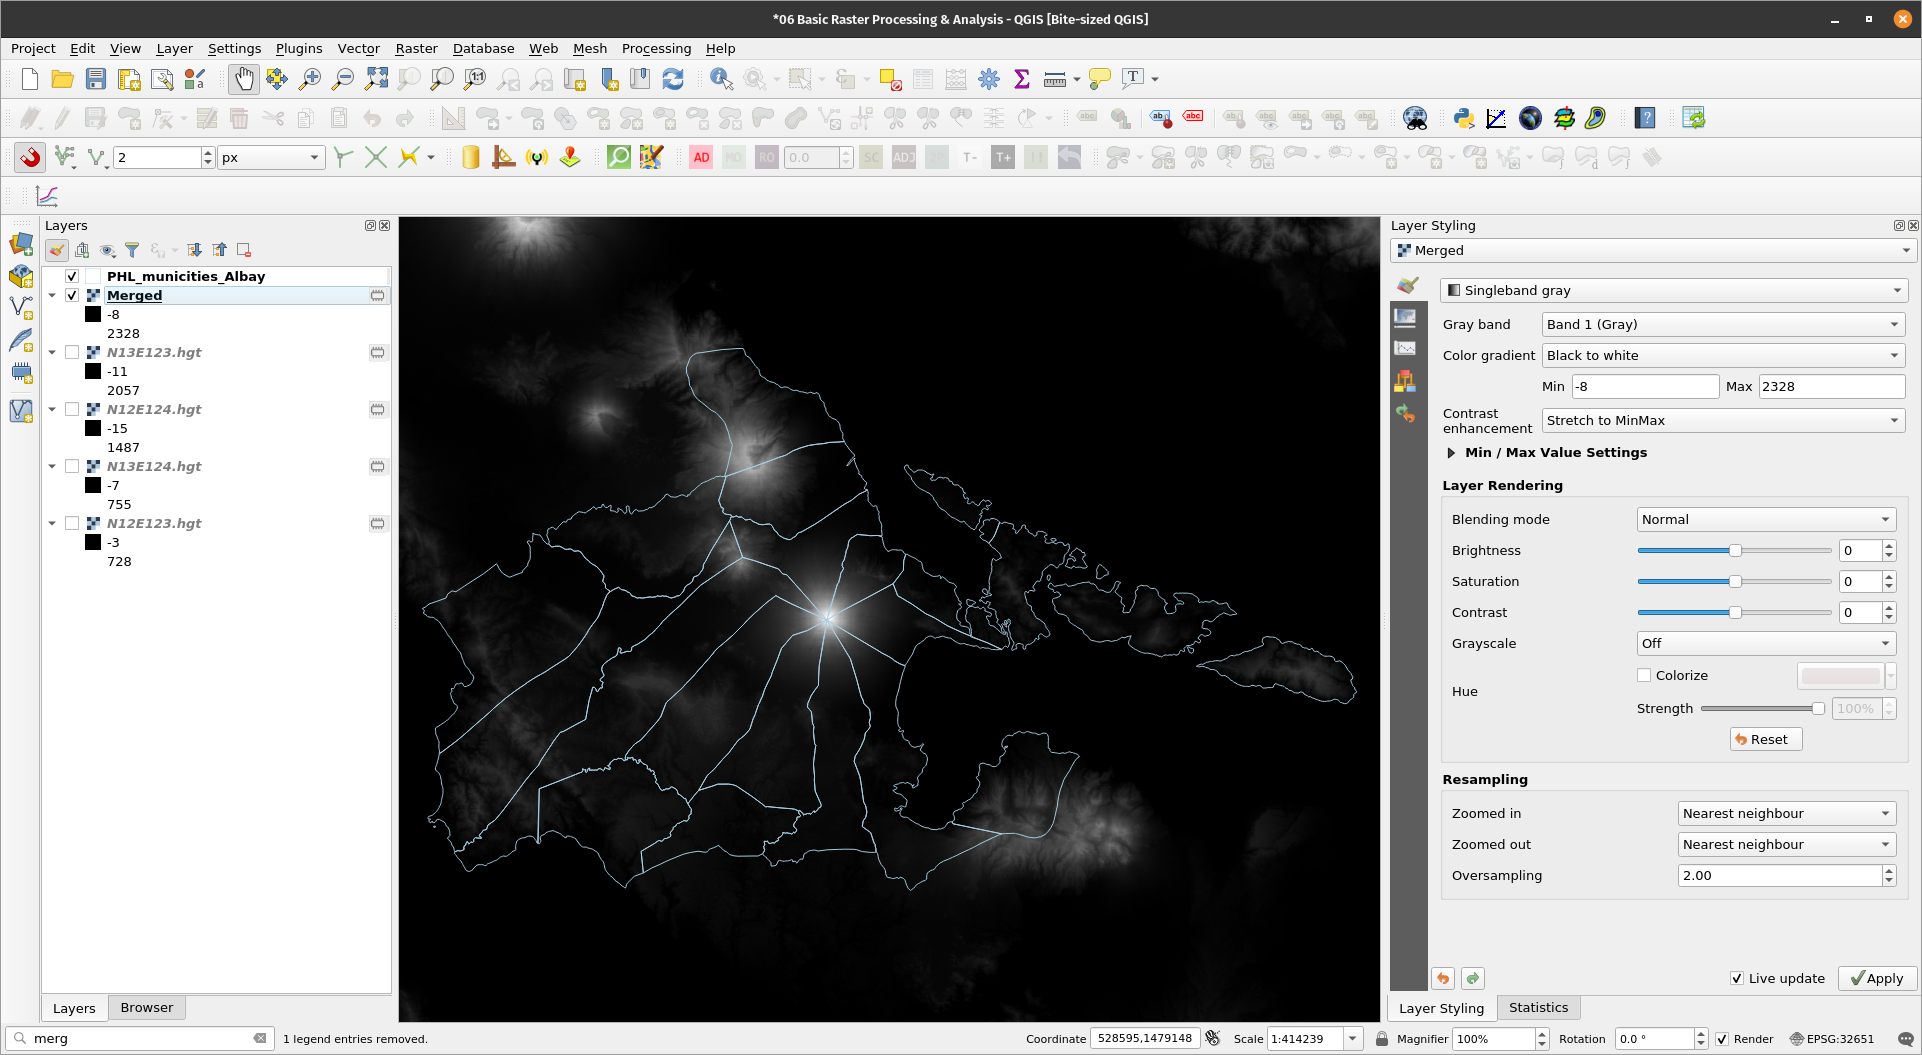 *06 Basic Raster Processing & Analysis - QGIS [Bite-sized QGIS]
Project Edit View Layer Settings Plugins Vector Raster Database Web Mesh Processing Help
2 px 0.0
AD MO RO SC ADJ T- T+
Layers
PHL_municities_Albay
Merged
-8
2328
N13E123.hgt
-11
2057
N12E124.hgt
-15
1487
N13E124.hgt
-7
755
N12E123.hgt
-3
728
Layers Browser
Layer Styling
Merged
Singleband gray
Gray band Band 1 (Gray)
Color gradient Black to white
Min -8 Max 2328
Contrast
enhancement Stretch to MinMax
Min / Max Value Settings
Layer Rendering
Blending mode Normal
Brightness 0
Saturation 0
Contrast 0
Grayscale Off
Hue Colorize
Strength 100%
Reset
Resampling
Zoomed in Nearest neighbour
Zoomed out Nearest neighbour
Oversampling 2.00
Live update Apply
Layer Styling Statistics
merg 1 legend entries removed. Coordinate 528595,1479148 Scale 1:414239 Magnifier 100% Rotation 0.0 ° Render EPSG:32651